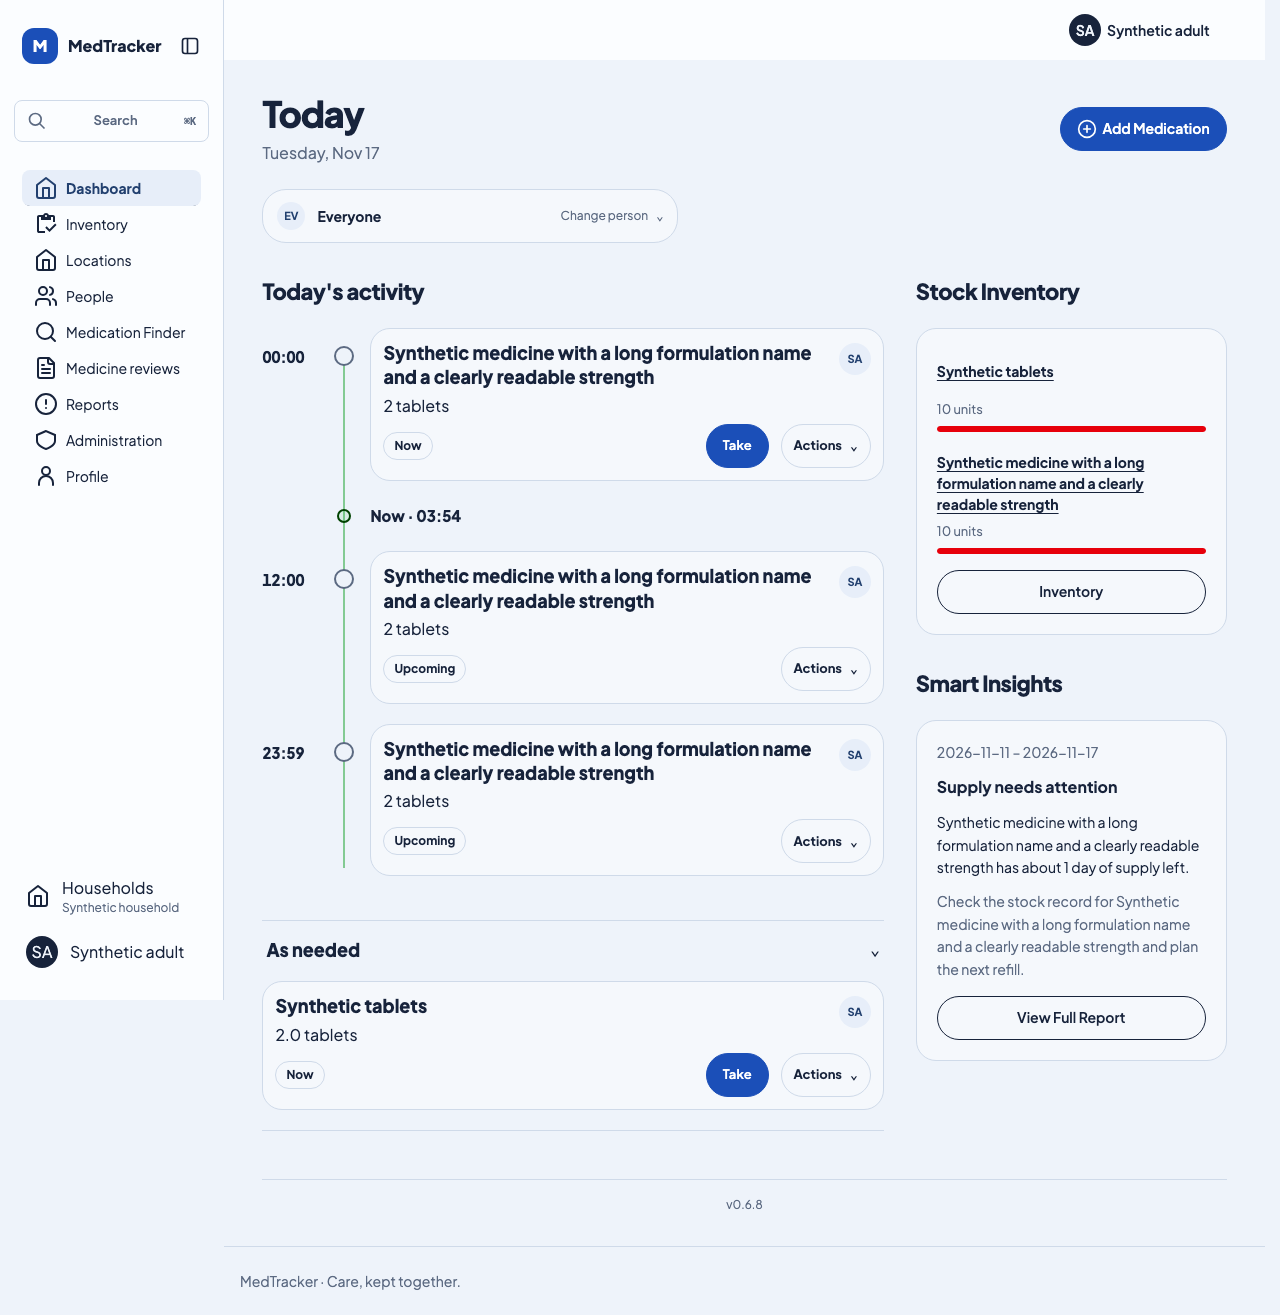 M MedTracker
Search ⌘K
Dashboard
Inventory
Locations
People
Medication Finder
Medicine reviews
Reports
Administration
Profile
Households
Synthetic household
SA Synthetic adult
SA Synthetic adult
Today
Tuesday, Nov 17
Add Medication
EV Everyone Change person
Today's activity
00:00
Synthetic medicine with a long formulation name
and a clearly readable strength
SA
2 tablets
Now Take Actions
Now · 03:54
12:00
Synthetic medicine with a long formulation name
and a clearly readable strength
SA
2 tablets
Upcoming Actions
23:59
Synthetic medicine with a long formulation name
and a clearly readable strength
SA
2 tablets
Upcoming Actions
As needed
Synthetic tablets
SA
2.0 tablets
Now Take Actions
Stock Inventory
Synthetic tablets
10 units
Synthetic medicine with a long
formulation name and a clearly
readable strength
10 units
Inventory
Smart Insights
2026-11-11 – 2026-11-17
Supply needs attention
Synthetic medicine with a long
formulation name and a clearly readable
strength has about 1 day of supply left.
Check the stock record for Synthetic
medicine with a long formulation name
and a clearly readable strength and plan
the next refill.
View Full Report
v0.6.8
MedTracker · Care, kept together.